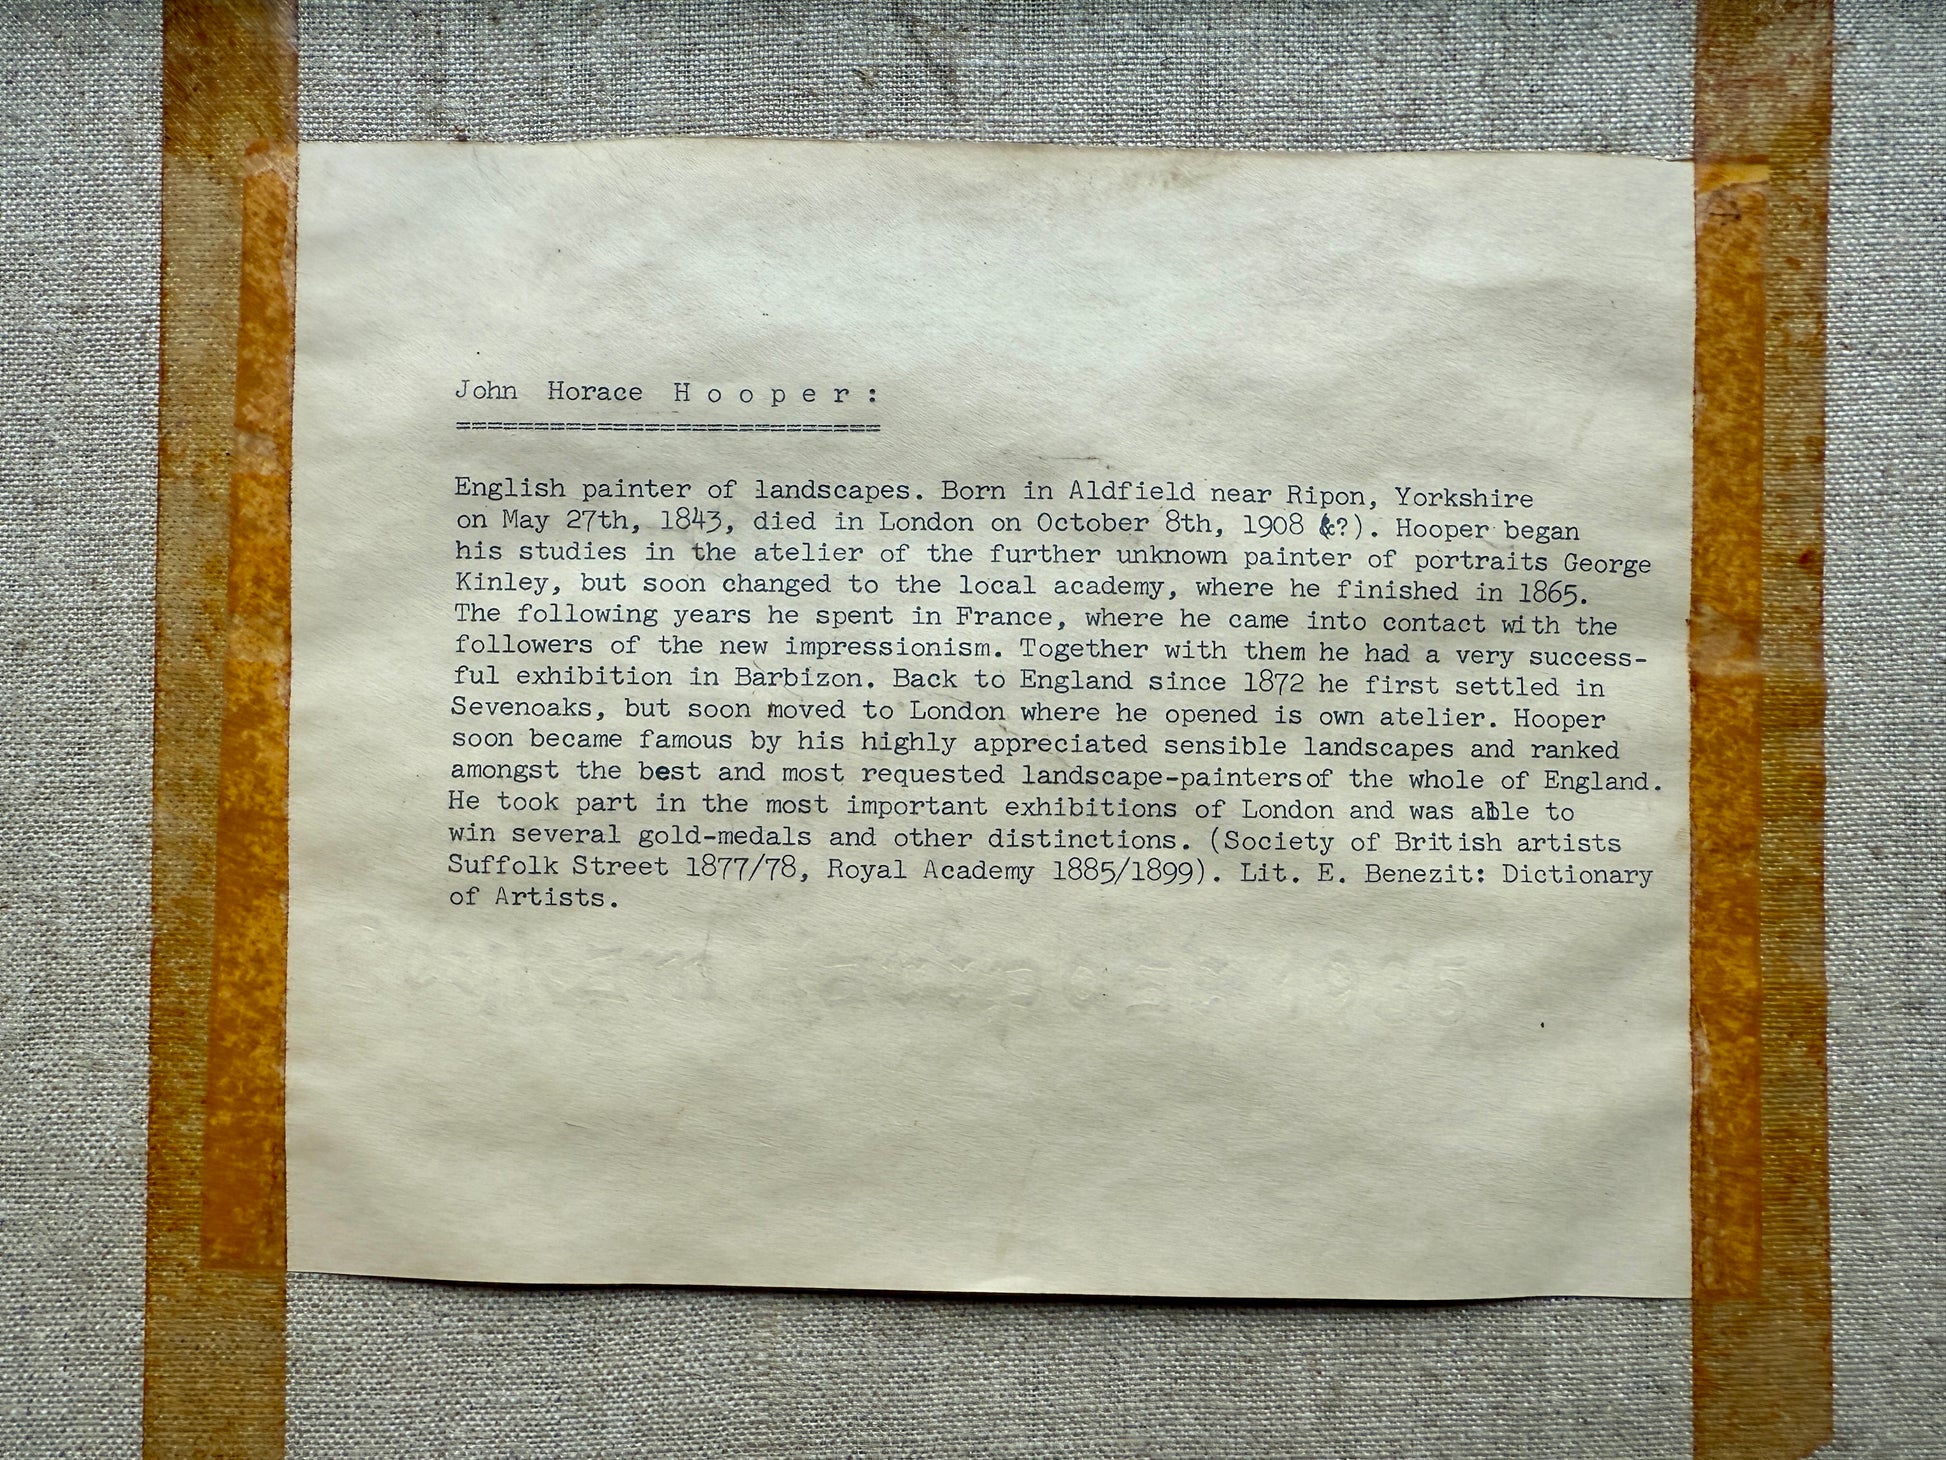 John Horace H o o p e r :
===========================
English painter of landscapes. Born in Aldfield near Ripon, Yorkshire
on May 27th, 1843, died in London on October 8th, 1908 (?). Hooper began
his studies in the atelier of the further unknown painter of portraits George
Kinley, but soon changed to the local academy, where he finished in 1865.
The following years he spent in France, where he came into contact with the
followers of the new impressionism. Together with them he had a very success-
ful exhibition in Barbizon. Back to England since 1872 he first settled in
Sevenoaks, but soon moved to London where he opened is own atelier. Hooper
soon became famous by his highly appreciated sensible landscapes and ranked
amongst the best and most requested landscape-paintersof the whole of England.
He took part in the most important exhibitions of London and was able to
win several gold-medals and other distinctions. (Society of British artists
Suffolk Street 1877/78, Royal Academy 1885/1899). Lit. E. Benezit: Dictionary
of Artists.